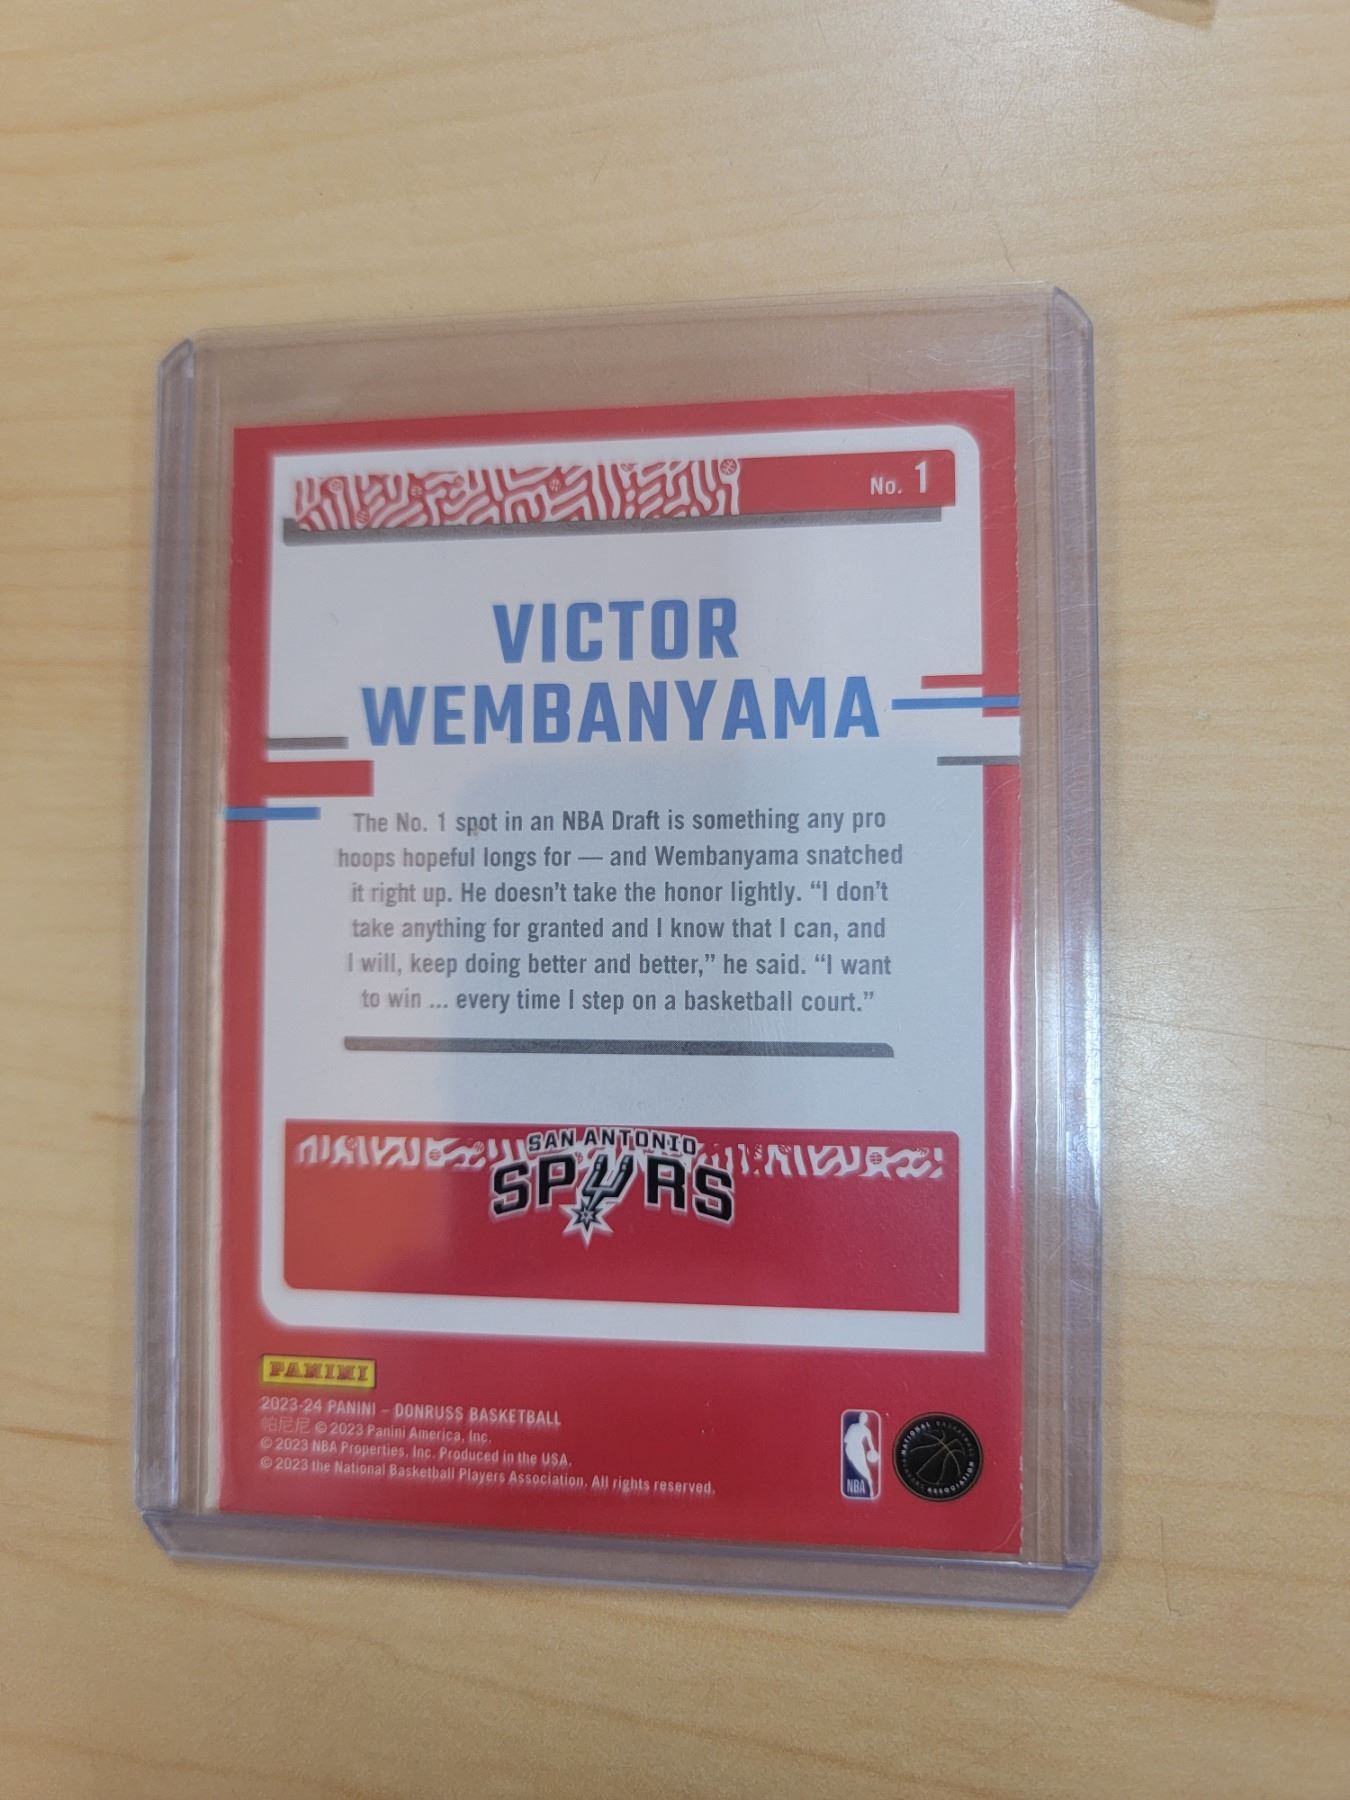 No. 1
VICTOR
WEMBANYAMA
The No. 1 spot in an NBA Draft is something any pro
hoops hopeful longs for — and Wembanyama snatched
it right up. He doesn't take the honor lightly. “I don't
take anything for granted and I know that I can, and
I will, keep doing better and better,” he said. “I want
to win ... every time I step on a basketball court.”
SAN ANTONIO
SPURS
PANINI
2023-24 PANINI – DONRUSS BASKETBALL
帕尼尼 © 2023 Panini America, Inc.
© 2023 NBA Properties, Inc. Produced in the USA.
© 2023 the National Basketball Players Association. All rights reserved.
NBA
NATIONAL BASKETBALL
PLAYERS ASSOCIATION